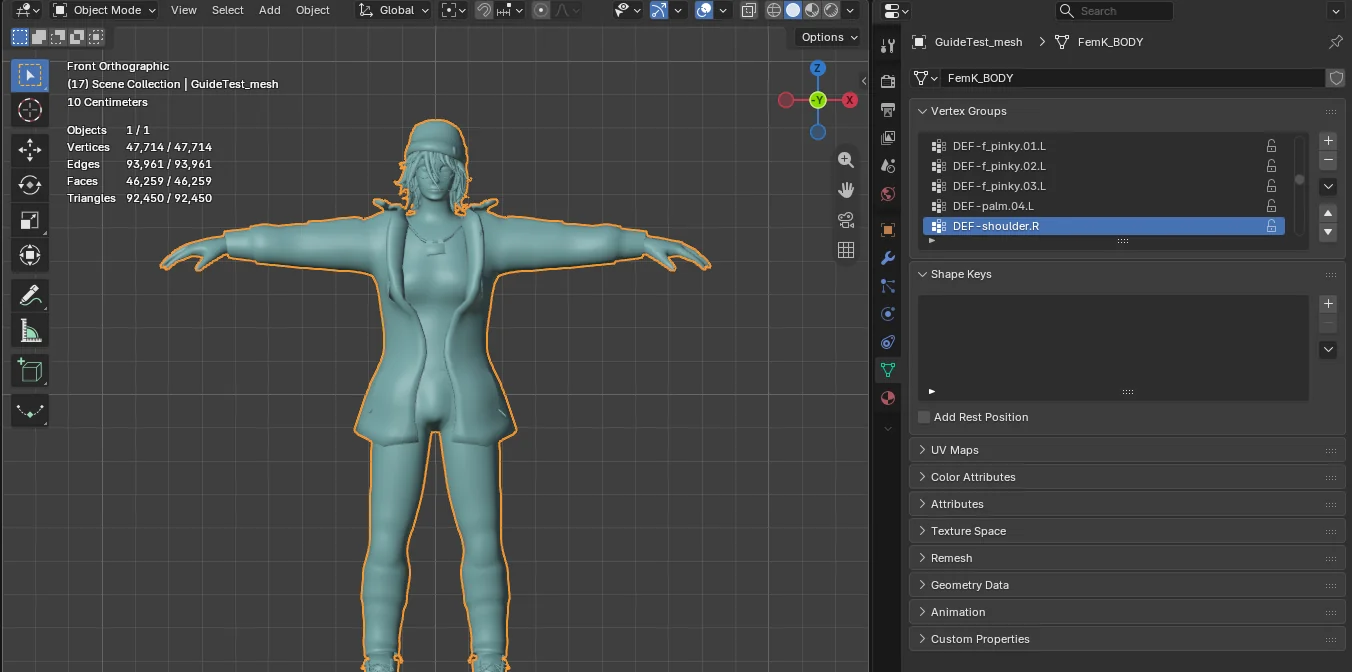 Object Mode View Select Add Object Global Search
Options
GuideTest_mesh FemK_BODY
Front Orthographic
(17) Scene Collection | GuideTest_mesh
10 Centimeters
Z
-Y
X
FemK_BODY
Objects 1 / 1
Vertices 47,714 / 47,714
Edges 93,961 / 93,961
Faces 46,259 / 46,259
Triangles 92,450 / 92,450
Vertex Groups
DEF-f_pinky.01.L
DEF-f_pinky.02.L
DEF-f_pinky.03.L
DEF-palm.04.L
DEF-shoulder.R
Shape Keys
Add Rest Position
UV Maps
Color Attributes
Attributes
Texture Space
Remesh
Geometry Data
Animation
Custom Properties